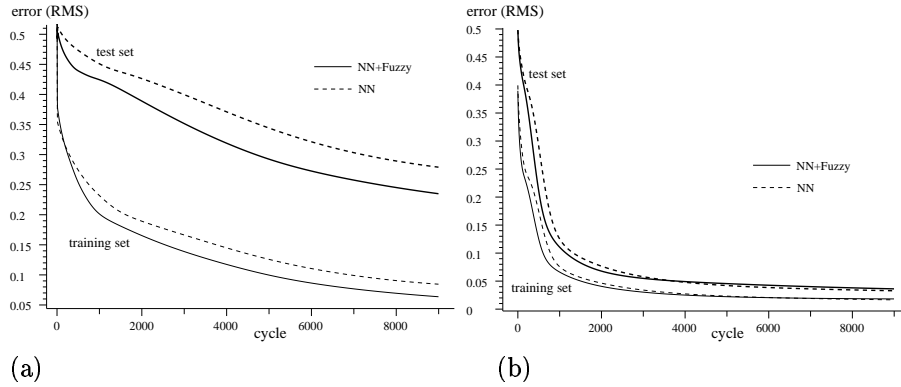 error (RMS)
0.5
0.45
0.4
0.35
0.3
0.25
0.2
0.15
0.1
0.05
test set
NN+Fuzzy
NN
training set
0
2000
4000
6000
8000
cycle
(a)
error (RMS)
0.5
0.45
0.4
0.35
0.3
0.25
0.2
0.15
0.1
0.05
0
test set
NN+Fuzzy
NN
training set
0
2000
4000
6000
8000
cycle
(b)